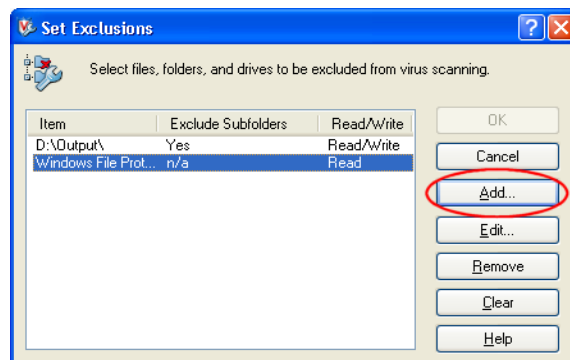 Set Exclusions
Select files, folders, and drives to be excluded from virus scanning.
Item Exclude Subfolders Read/Write
D:\Output\ Yes Read/Write
Windows File Prot... n/a Read
OK
Cancel
Add...
Edit...
Remove
Clear
Help